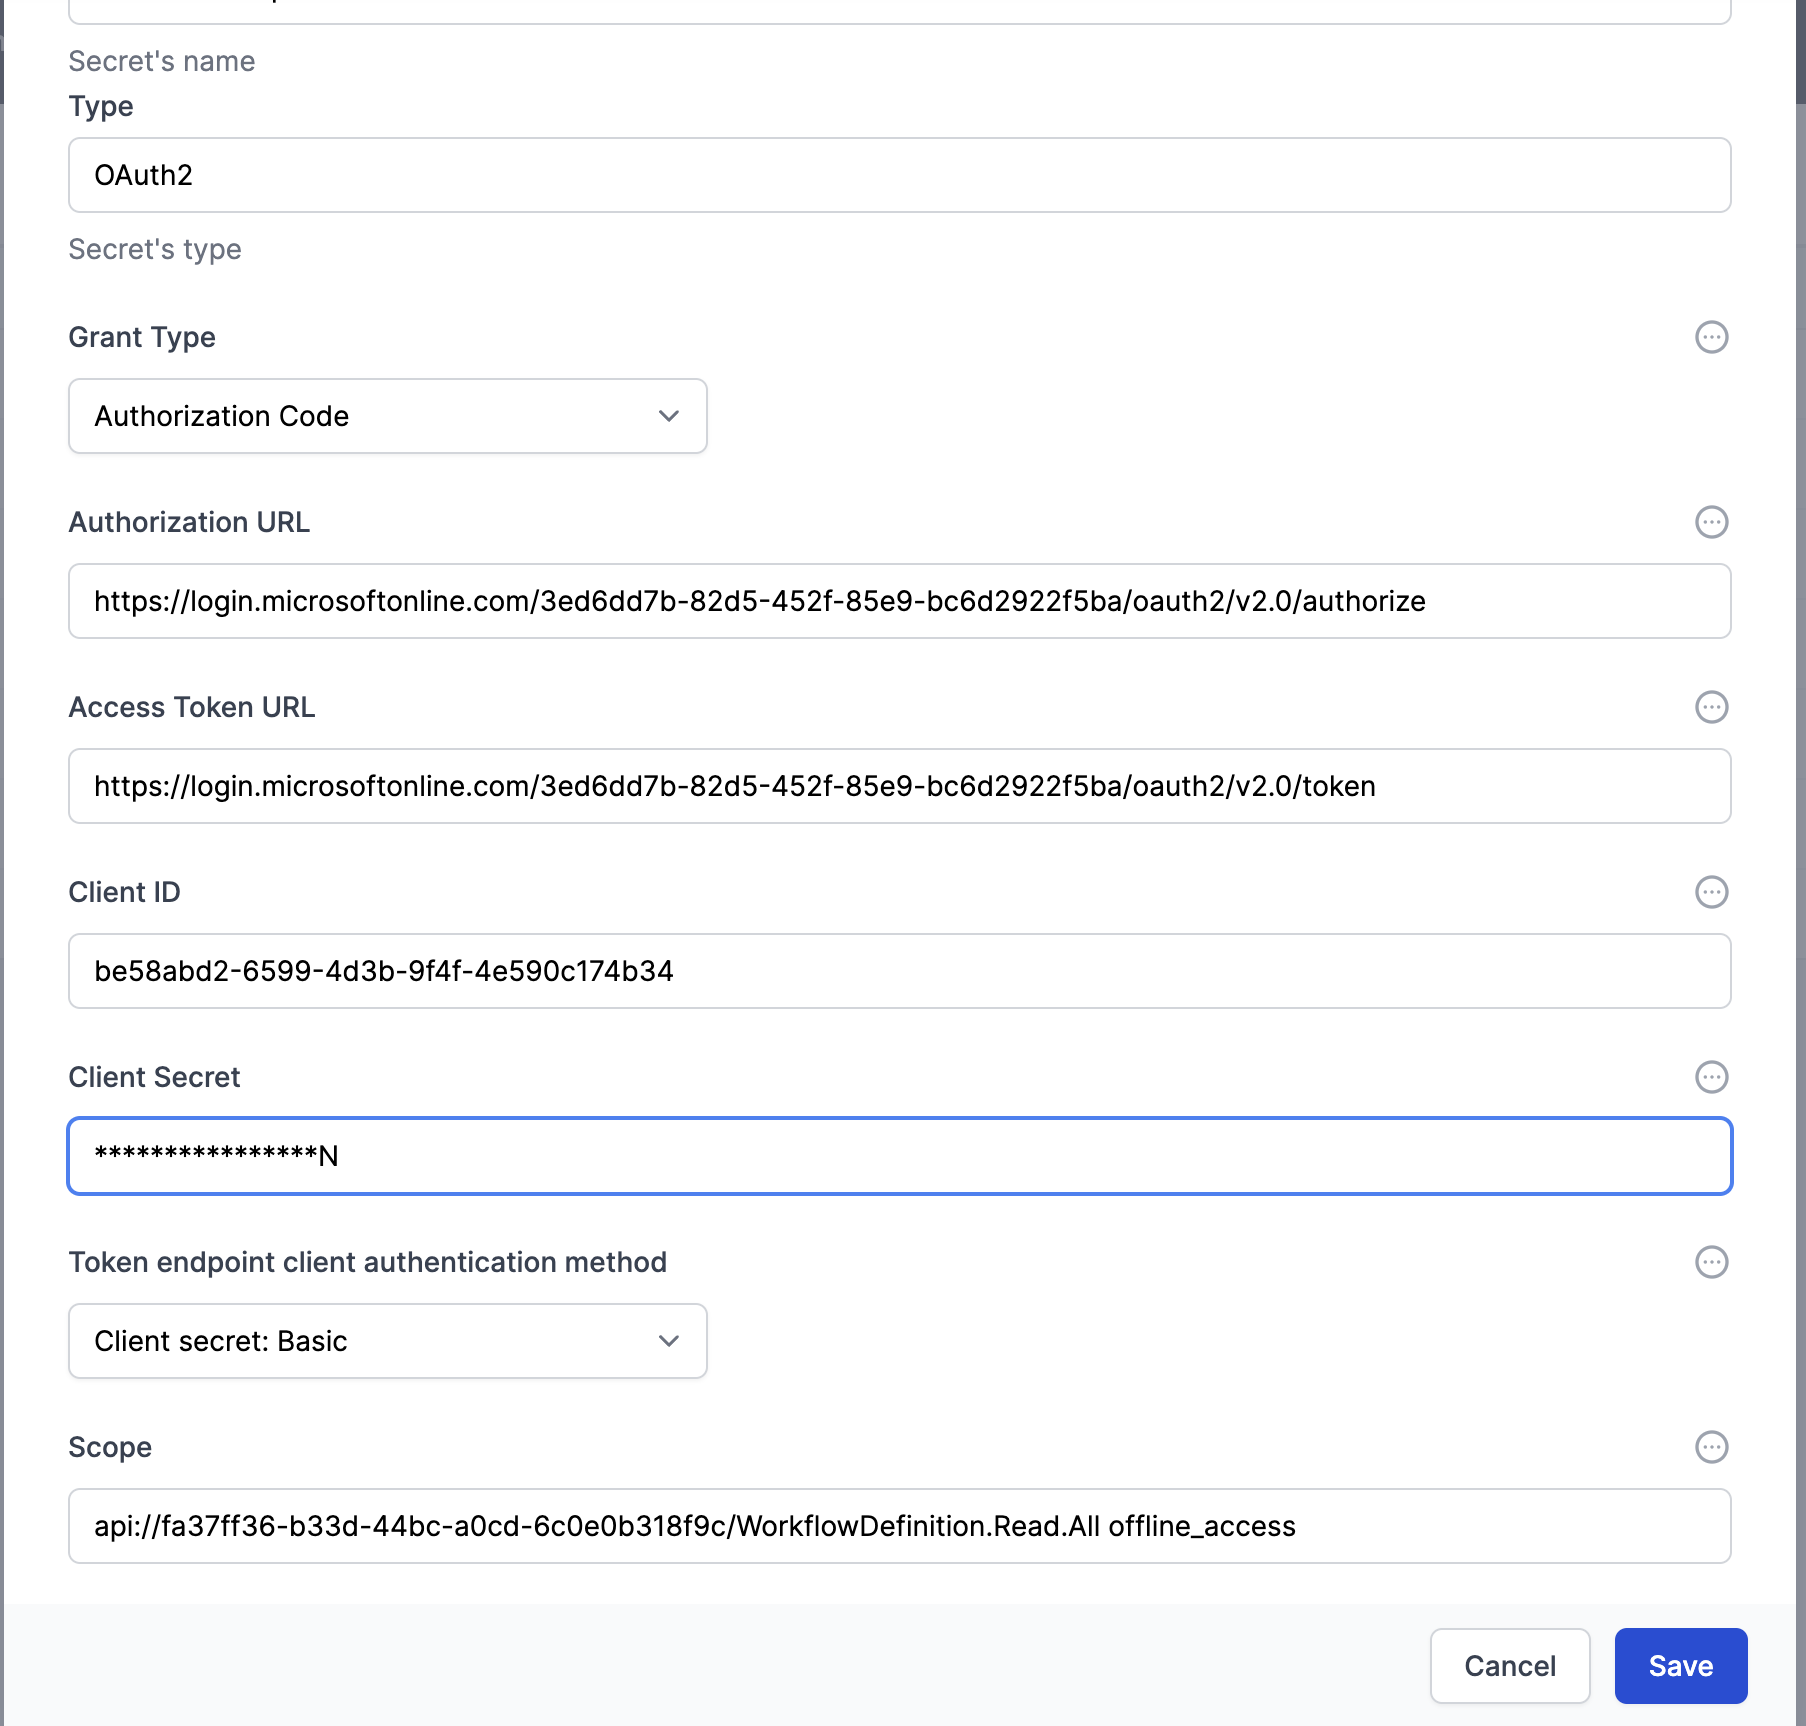 Secret's name
Type
OAuth2
Secret's type
Grant Type
Authorization Code
Authorization URL
https://login.microsoftonline.com/3ed6dd7b-82d5-452f-85e9-bc6d2922f5ba/oauth2/v2.0/authorize
Access Token URL
https://login.microsoftonline.com/3ed6dd7b-82d5-452f-85e9-bc6d2922f5ba/oauth2/v2.0/token
Client ID
be58abd2-6599-4d3b-9f4f-4e590c174b34
Client Secret
****************N
Token endpoint client authentication method
Client secret: Basic
Scope
api://fa37ff36-b33d-44bc-a0cd-6c0e0b318f9c/WorkflowDefinition.Read.All offline_access
Cancel
Save